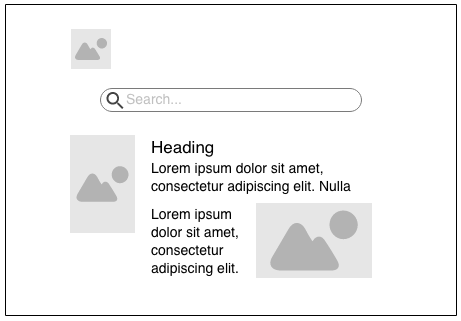 Search...
Heading
Lorem ipsum dolor sit amet,
consectetur adipiscing elit. Nulla
Lorem ipsum
dolor sit amet,
consectetur
adipiscing elit.